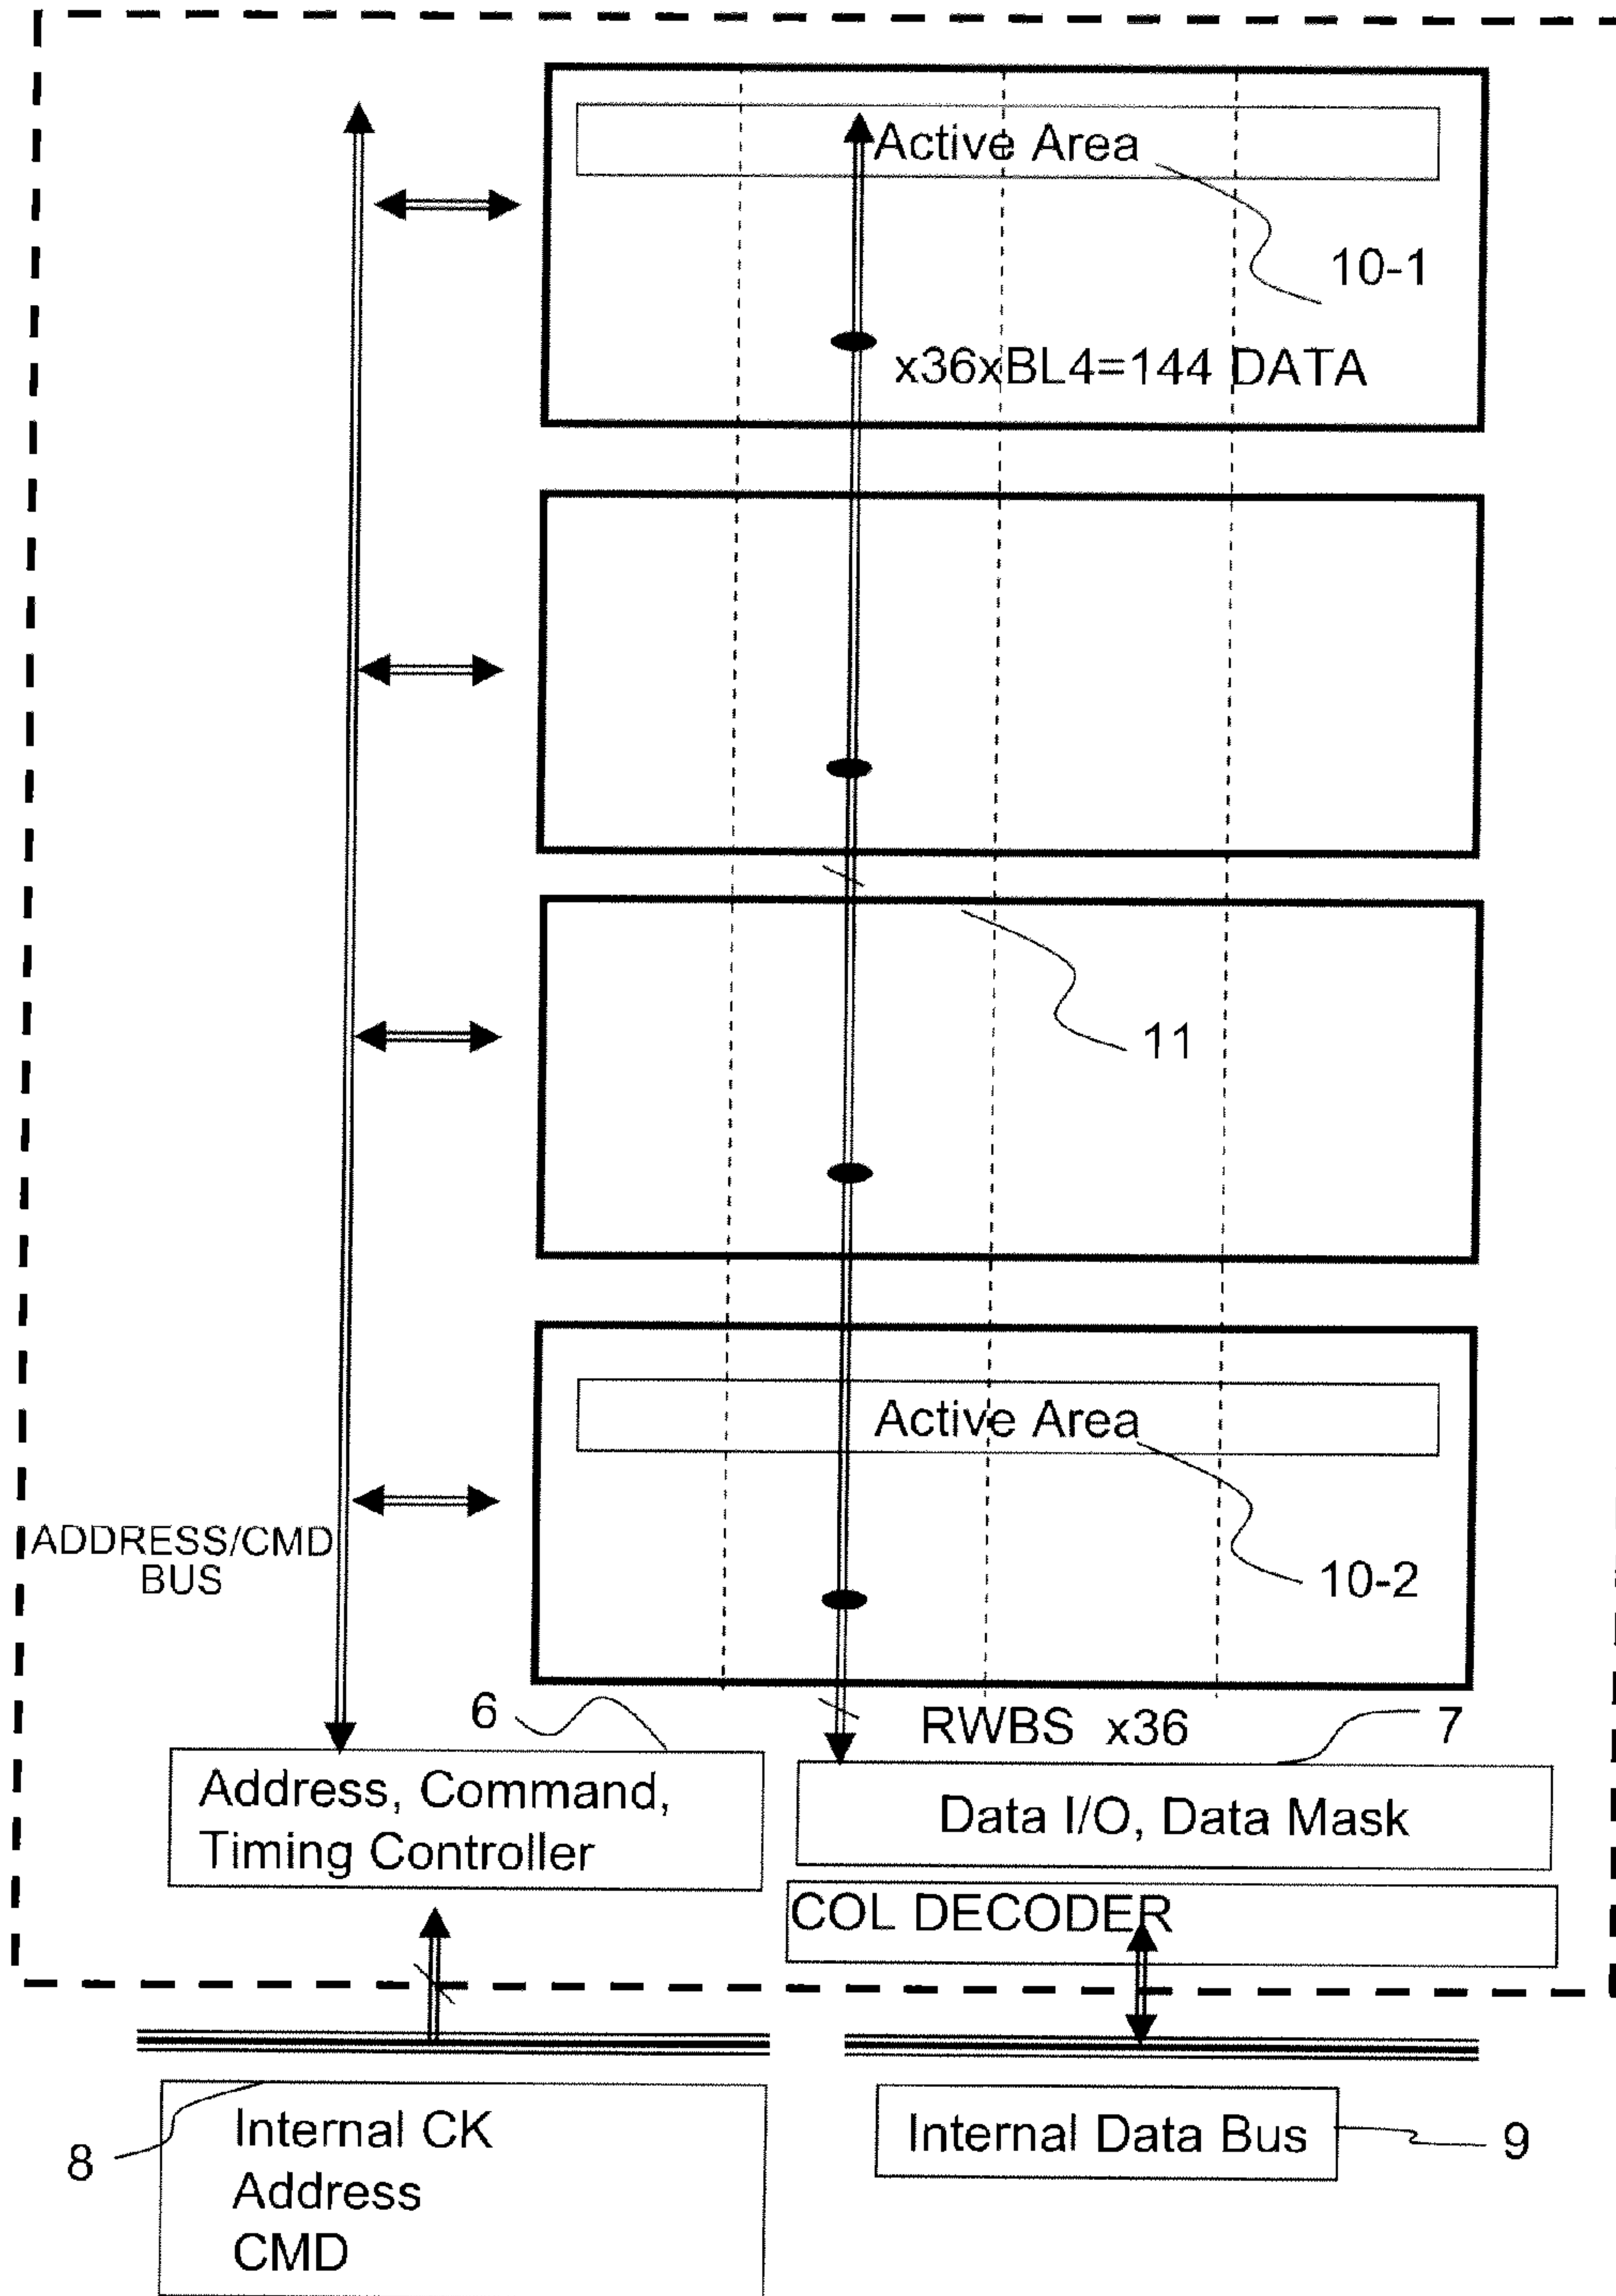 Active Area
10-1
x36xBL4=144 DATA
11
Active Area
ADDRESS/CMD
BUS
10-2
6
RWBS x36
7
Address, Command,
Timing Controller
Data I/O, Data Mask
COL DECODER
Internal CK
Address
CMD
8
Internal Data Bus
9